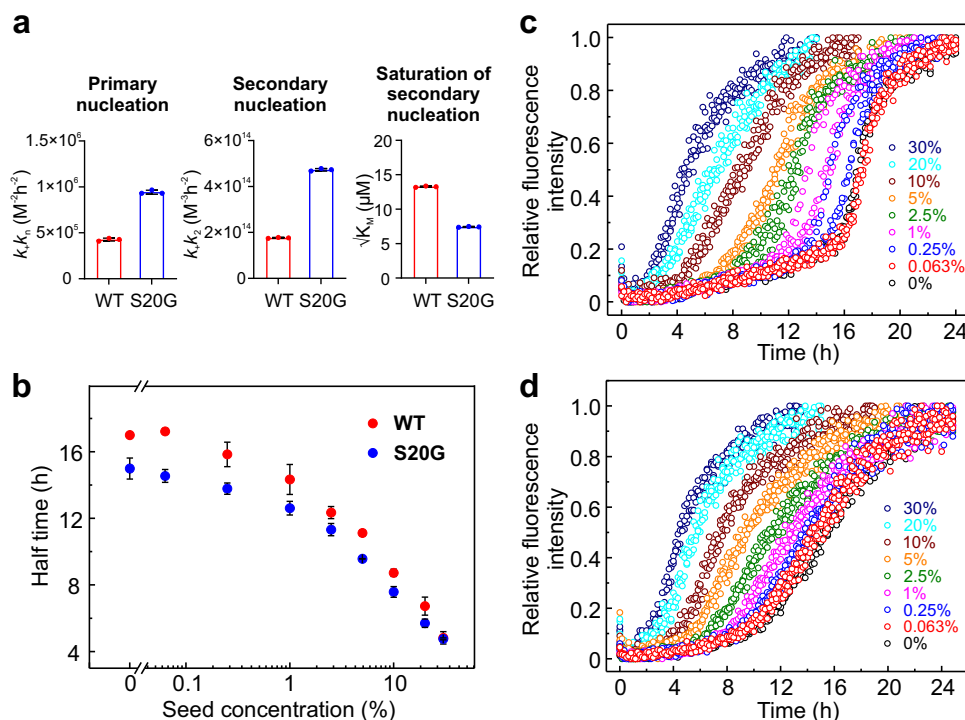 a
Primary
nucleation
Secondary
nucleation
Saturation of
secondary
nucleation
1.5×10⁶
1×10⁶
5×10⁵
0
k₊kₙ (M⁻²h⁻²)
WT S20G
6×10¹⁴
4×10¹⁴
2×10¹⁴
0
k₊k₂ (M⁻³h⁻²)
WT S20G
20
15
10
5
0
√K_M (µM)
WT S20G
b
Half time (h)
16
12
8
4
WT
S20G
0
0.1
1
10
Seed concentration (%)
c
Relative fluorescence
intensity
1.0
0.8
0.6
0.4
0.2
0
30%
20%
10%
5%
2.5%
1%
0.25%
0.063%
0%
0 4 8 12 16 20 24
Time (h)
d
Relative fluorescence
intensity
1.0
0.8
0.6
0.4
0.2
0
30%
20%
10%
5%
2.5%
1%
0.25%
0.063%
0%
0 4 8 12 16 20 24
Time (h)